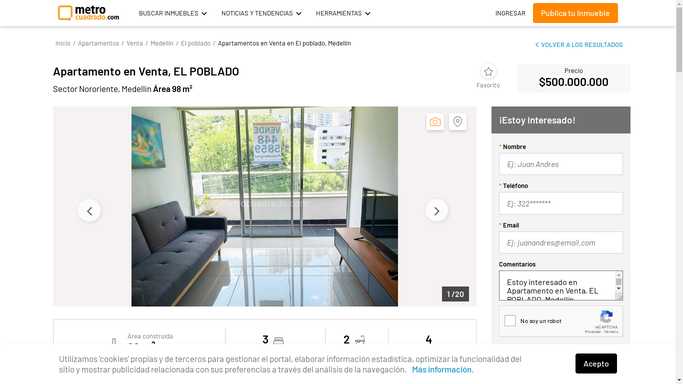 metro
cuadrado.com
BUSCAR INMUEBLES
NOTICIAS Y TENDENCIAS
HERRAMIENTAS
INGRESAR
Publica tu inmueble
Inicio / Apartamentos / Venta / Medellín / El poblado / Apartamentos en Venta en El poblado, Medellín
VOLVER A LOS RESULTADOS
Apartamento en Venta, EL POBLADO
Sector Nororiente, Medellín Área 98 m²
Favorito
Precio
$500.000.000
VENDE
448
5859
1 / 20
¡Estoy Interesado!
* Nombre
Ej: Juan Andres
* Teléfono
Ej: 322*******
* Email
Ej: juanandres@email.com
Comentarios
Estoy interesado en
Apartamento en Venta, EL
POBLADO, Medellín
No soy un robot
reCAPTCHA
Privacidad - Términos
Área construida
3
2
4
Utilizamos 'cookies' propias y de terceros para gestionar el portal, elaborar información estadística, optimizar la funcionalidad del
sitio y mostrar publicidad relacionada con sus preferencias a través del análisis de la navegación. Más información.
Acepto